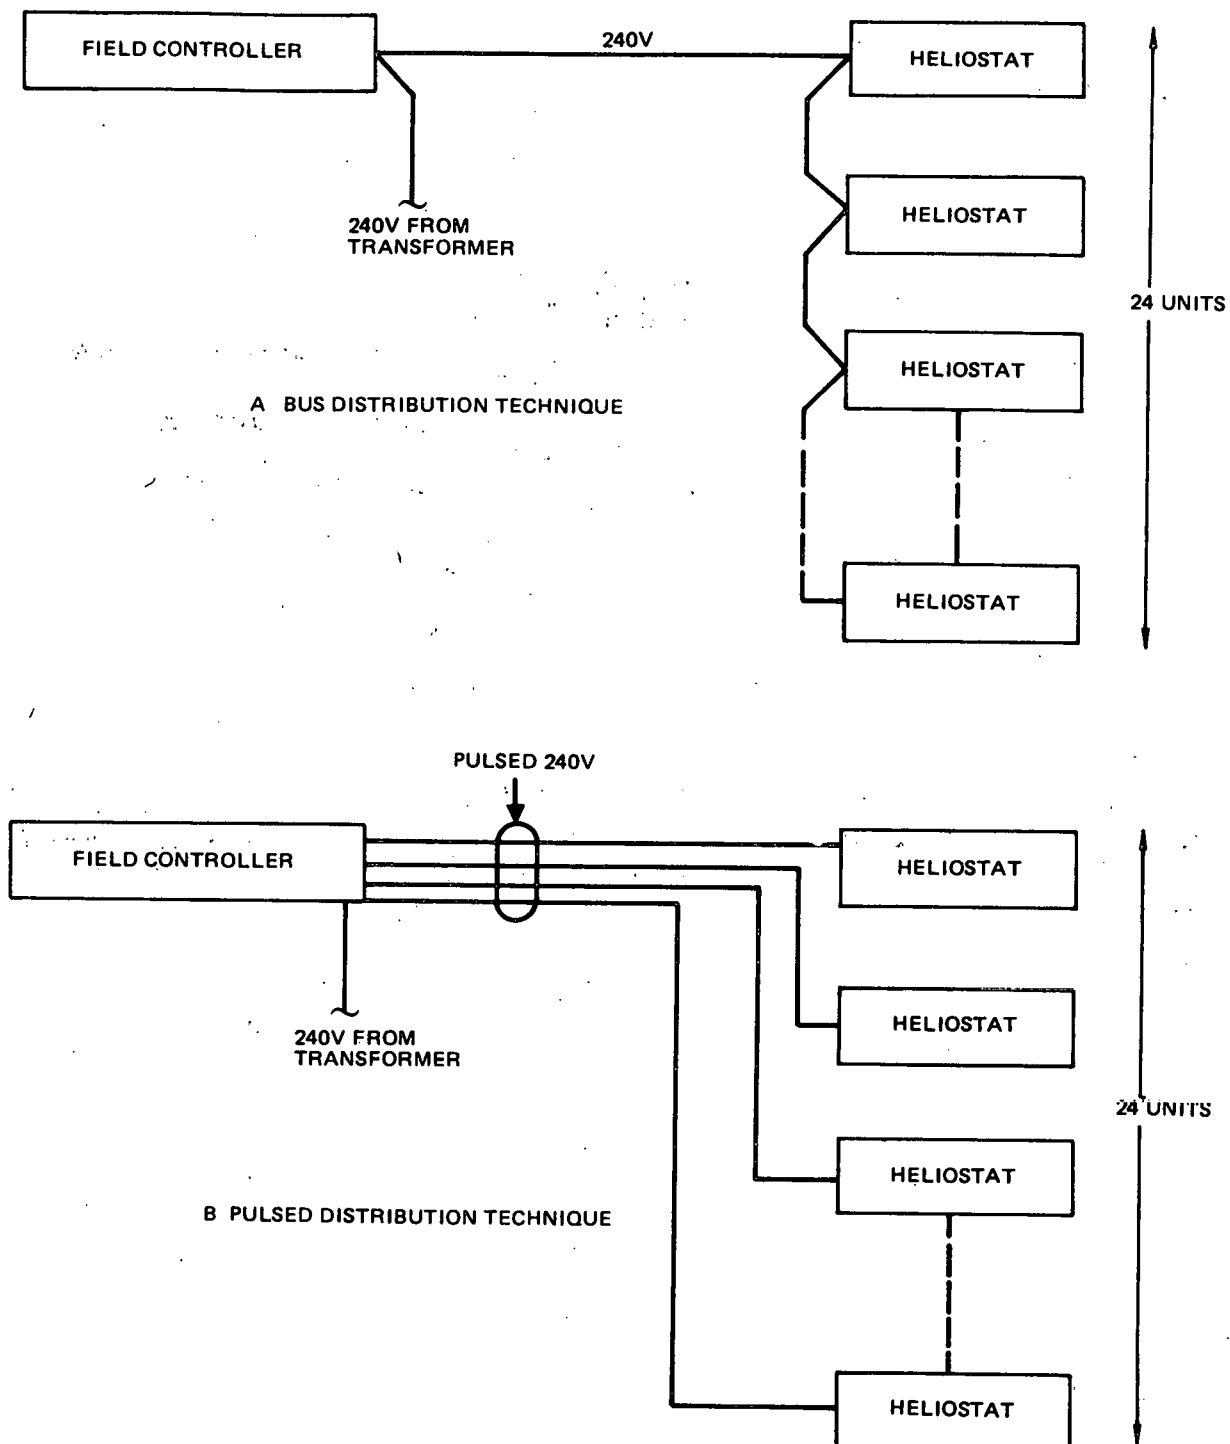 FIELD CONTROLLER
240V
HELIOSTAT
240V FROM
TRANSFORMER
HELIOSTAT
24 UNITS
HELIOSTAT
A BUS DISTRIBUTION TECHNIQUE
HELIOSTAT
PULSED 240V
FIELD CONTROLLER
HELIOSTAT
240V FROM
TRANSFORMER
HELIOSTAT
24 UNITS
HELIOSTAT
B PULSED DISTRIBUTION TECHNIQUE
HELIOSTAT